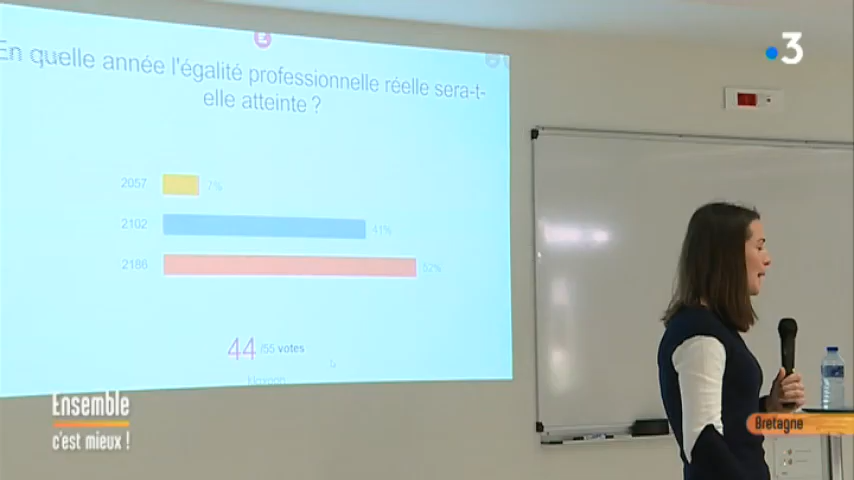 3
En quelle année l'égalité professionnelle réelle sera-t-
elle atteinte ?
2057 7%
2102 41%
2186 52%
44 /55 votes
Ensemble
c'est mieux !
Bretagne